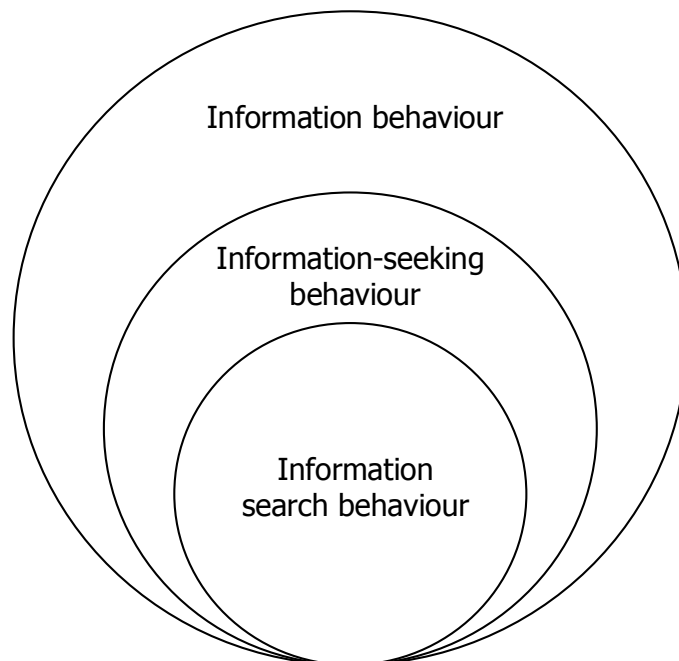 Information behaviour
Information-seeking
behaviour
Information
search behaviour